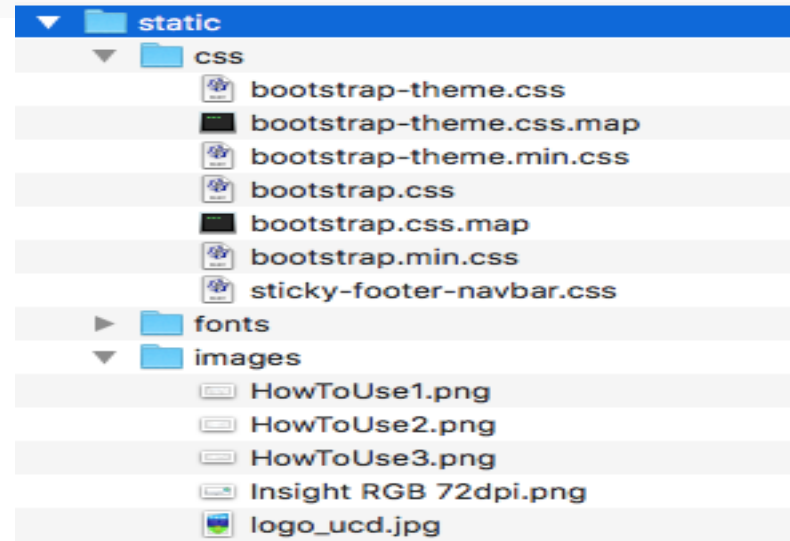 static
css
bootstrap-theme.css
bootstrap-theme.css.map
bootstrap-theme.min.css
bootstrap.css
bootstrap.css.map
bootstrap.min.css
sticky-footer-navbar.css
fonts
images
HowToUse1.png
HowToUse2.png
HowToUse3.png
Insight RGB 72dpi.png
logo_ucd.jpg